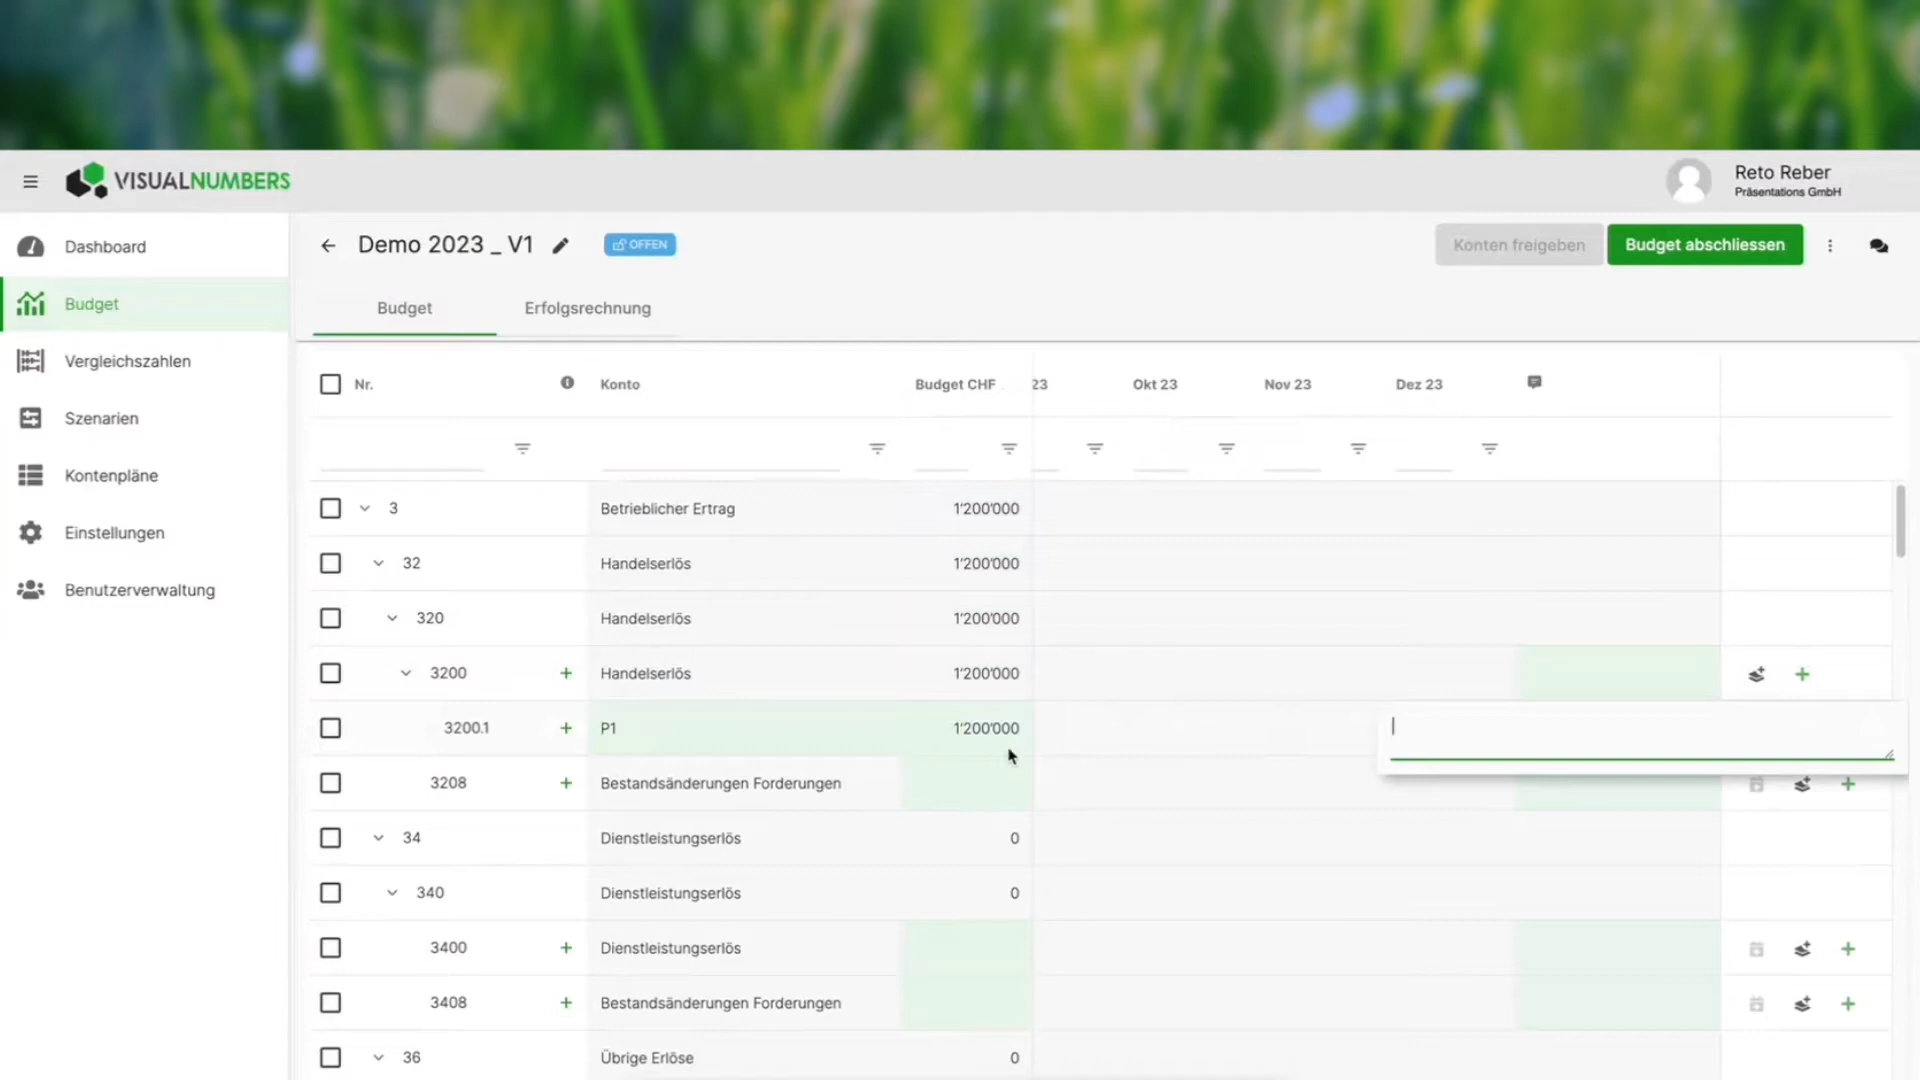 VISUALNUMBERS
Reto Reber
Präsentations GmbH
Dashboard
Budget
Vergleichszahlen
Szenarien
Kontenpläne
Einstellungen
Benutzerverwaltung
Demo 2023 _ V1
OFFEN
Konten freigeben
Budget abschliessen
Budget
Erfolgsrechnung
Nr. Konto Budget CHF 23 Okt 23 Nov 23 Dez 23
3 Betrieblicher Ertrag 1'200'000
32 Handelserlös 1'200'000
320 Handelserlös 1'200'000
3200 + Handelserlös 1'200'000 +
3200.1 + P1 1'200'000
3208 + Bestandsänderungen Forderungen +
34 Dienstleistungserlös 0
340 Dienstleistungserlös 0
3400 + Dienstleistungserlös +
3408 + Bestandsänderungen Forderungen +
36 Übrige Erlöse 0